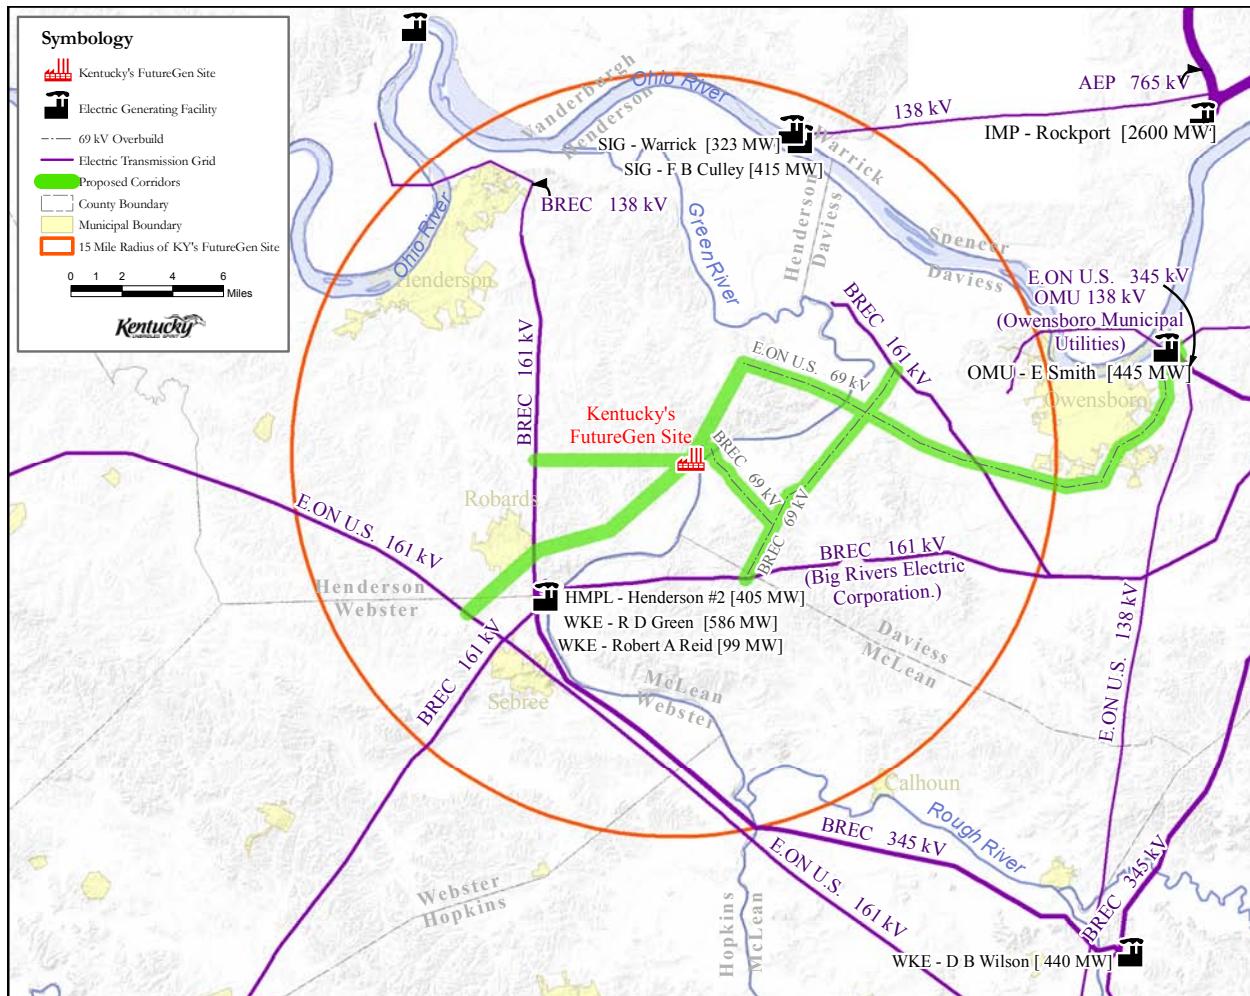 Symbology
Kentucky's FutureGen Site
Electric Generating Facility
69 kV Overbuild
Electric Transmission Grid
Proposed Corridors
County Boundary
Municipal Boundary
15 Mile Radius of KY's FutureGen Site
0 1 2 4 6
Miles
Kentucky
UNBRIDLED SPIRIT
Ohio River
Vanderburgh
Henderson
AEP 765 kV
138 kV
IMP - Rockport [2600 MW]
SIG - Warrick [323 MW]
Warrick
SIG - F B Culley [415 MW]
BREC 138 kV
Ohio River
Henderson
Green River
Henderson
Daviess
Spencer
Daviess
E.ON U.S. 345 kV
OMU 138 kV
(Owensboro Municipal
Utilities)
OMU - E Smith [445 MW]
Owensboro
BREC 161 kV
BREC 161 kV
E.ON U.S. 69 kV
Kentucky's
FutureGen Site
BREC 69 kV
BREC 69 kV
Robards
E.ON U.S. 161 kV
BREC 161 kV
(Big Rivers Electric
Corporation.)
Henderson
Webster
HMPL - Henderson #2 [405 MW]
WKE - R D Green [586 MW]
WKE - Robert A Reid [99 MW]
Daviess
McLean
E.ON U.S. 138 kV
BREC 161 kV
Sebree
McLean
Webster
Calhoun
Rough River
BREC 345 kV
E.ON U.S. 161 kV
BREC 345 kV
Webster
Hopkins
Hopkins
McLean
WKE - D B Wilson [ 440 MW]